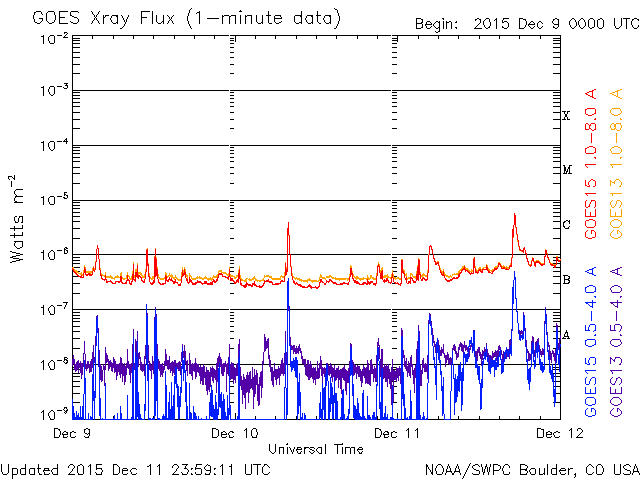 GOES Xray Flux (1-minute data)
Begin: 2015 Dec 9 0000 UTC
10-2
10-3
10-4
10-5
10-6
10-7
10-8
10-9
Watts m-2
X
M
C
B
A
GOES15 1.0-8.0 A
GOES13 1.0-8.0 A
GOES15 0.5-4.0 A
GOES13 0.5-4.0 A
Dec 9
Dec 10
Dec 11
Dec 12
Universal Time
Updated 2015 Dec 11 23:59:11 UTC
NOAA/SWPC Boulder, CO USA